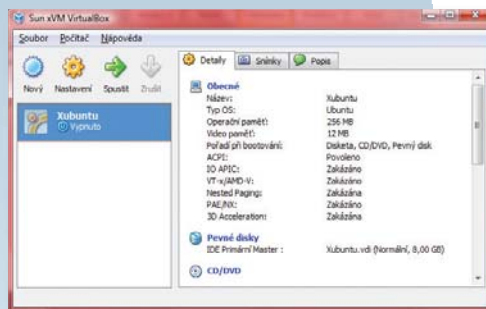 Sun xVM VirtualBox
Soubor Počítač Nápověda
Nový Nastavení Spustit Zrušit
Xubuntu
Vypnuto
Detaily Snímky Popis
Obecné
Název: Xubuntu
Typ OS: Ubuntu
Operační paměť: 256 MB
Video paměť: 12 MB
Pořadí při bootování: Disketa, CD/DVD, Pevný disk
ACPI: Povoleno
IO APIC: Zakázáno
VT-x/AMD-V: Zakázáno
Nested Paging: Zakázána
PAE/NX: Zakázáno
3D Acceleration: Zakázána
Pevné disky
IDE Primární Master : Xubuntu.vdi (Normální, 8,00 GB)
CD/DVD